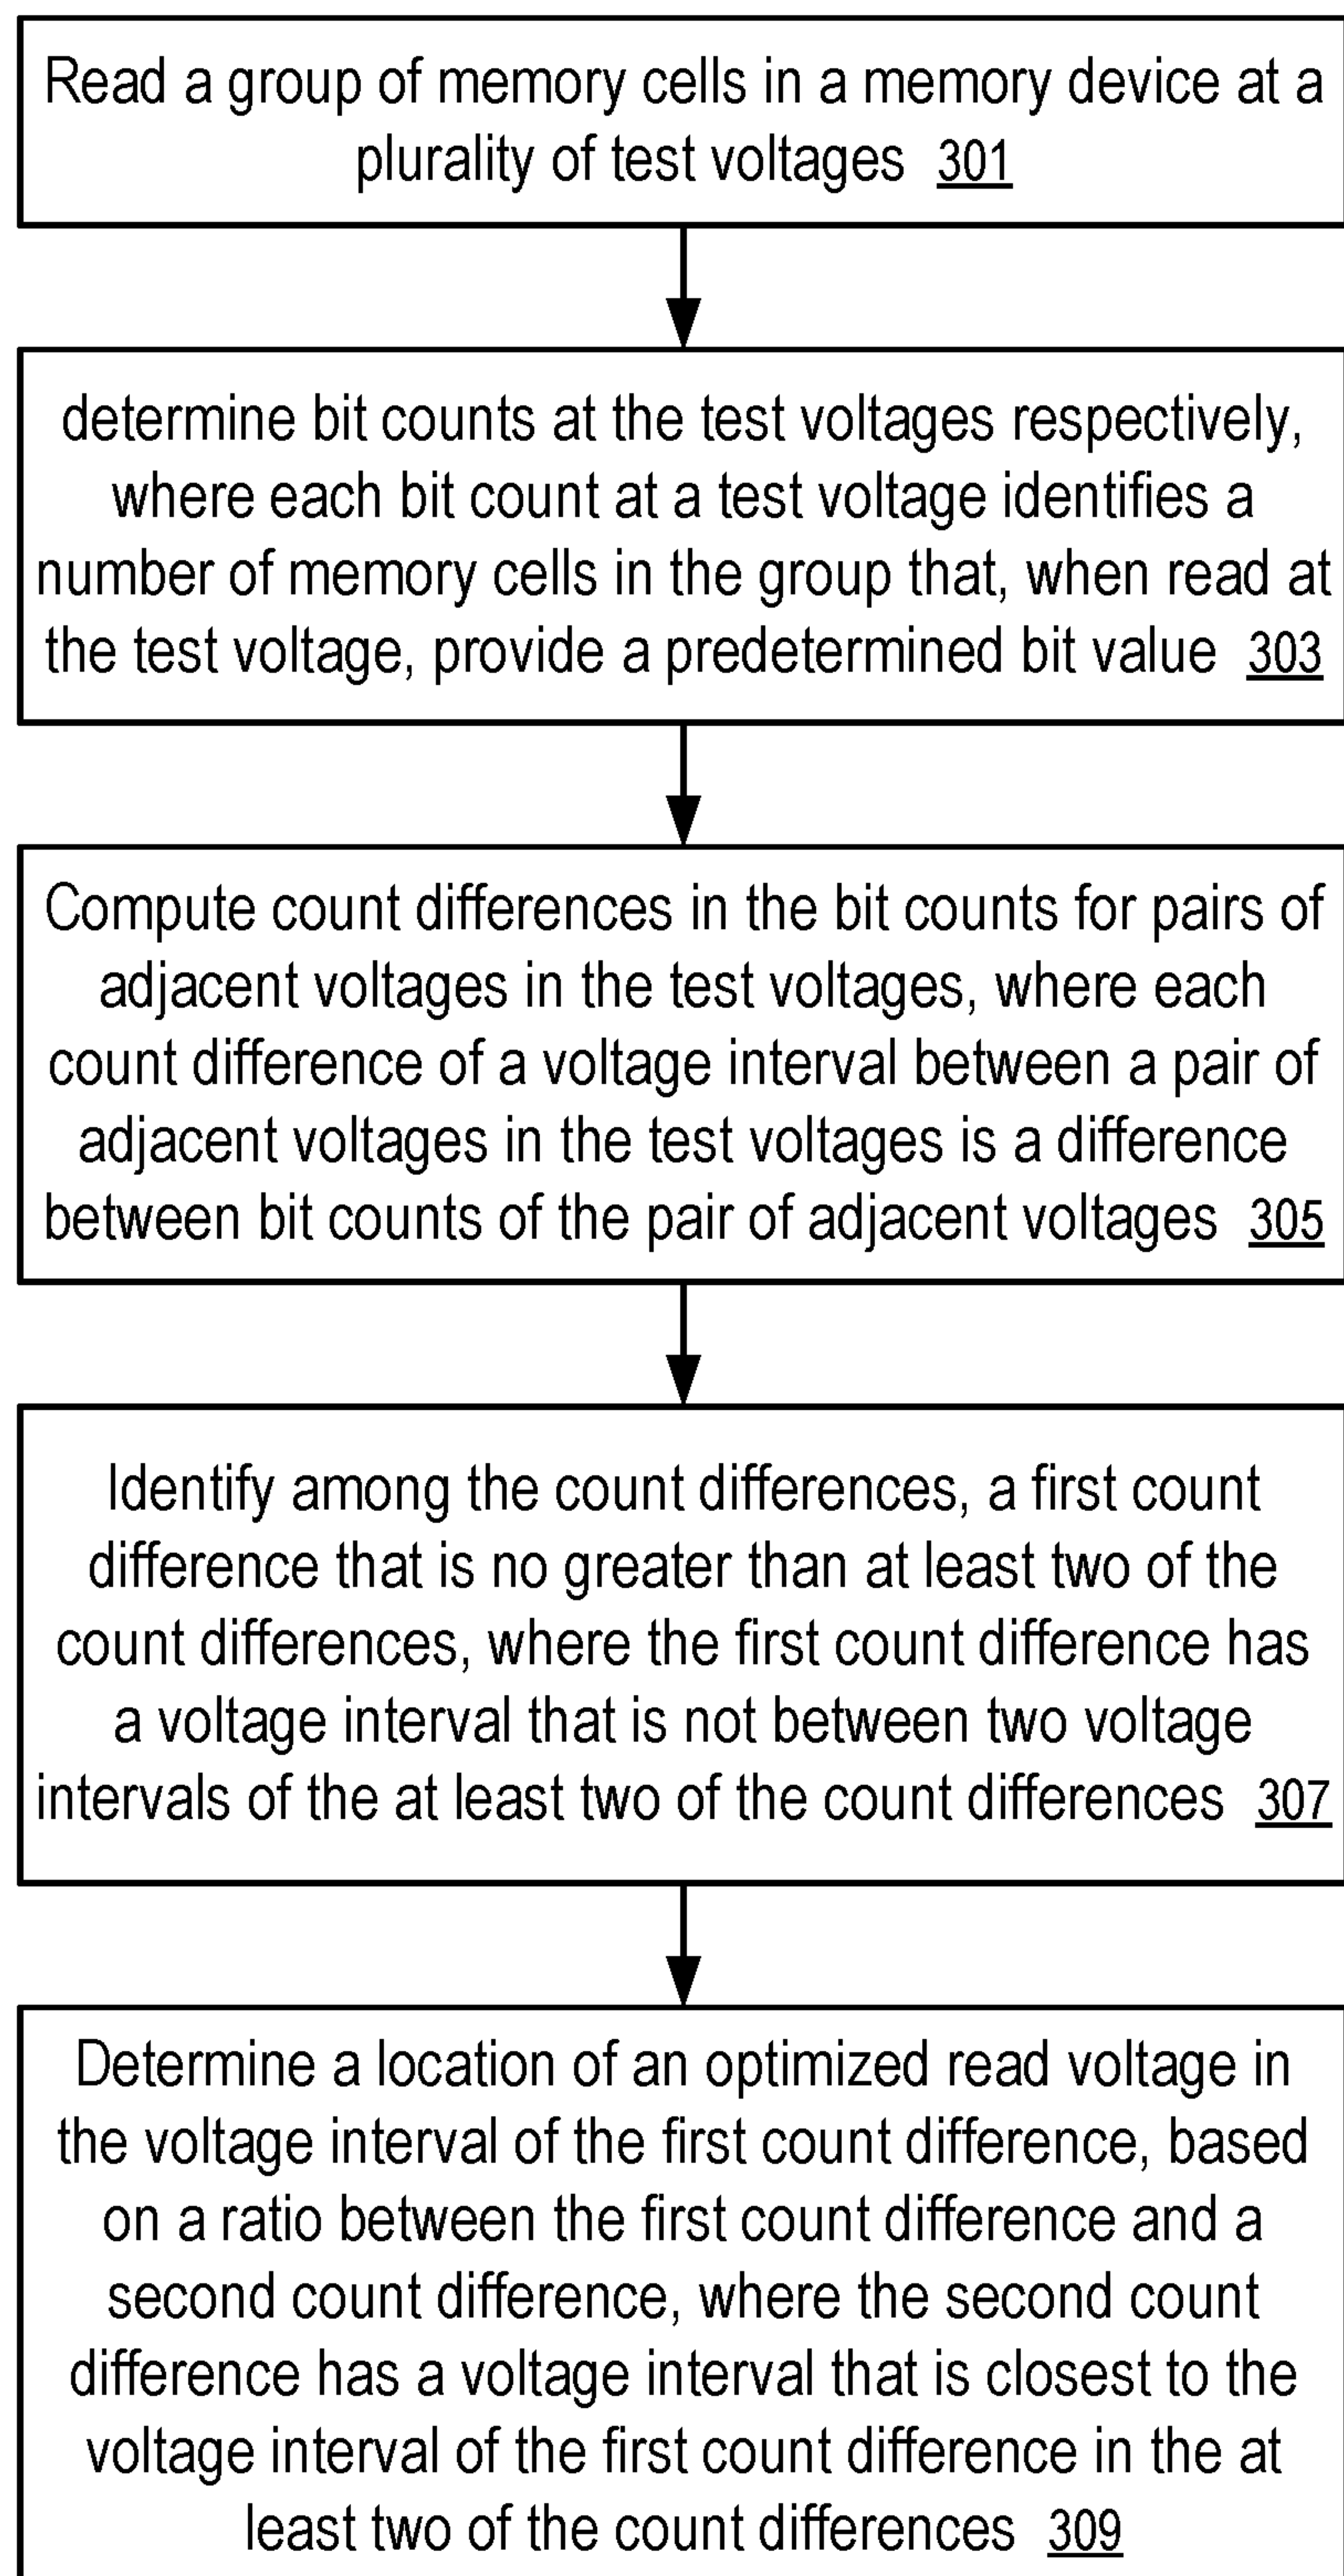 Read a group of memory cells in a memory device at a
plurality of test voltages 301
determine bit counts at the test voltages respectively,
where each bit count at a test voltage identifies a
number of memory cells in the group that, when read at
the test voltage, provide a predetermined bit value 303
Compute count differences in the bit counts for pairs of
adjacent voltages in the test voltages, where each
count difference of a voltage interval between a pair of
adjacent voltages in the test voltages is a difference
between bit counts of the pair of adjacent voltages 305
Identify among the count differences, a first count
difference that is no greater than at least two of the
count differences, where the first count difference has
a voltage interval that is not between two voltage
intervals of the at least two of the count differences 307
Determine a location of an optimized read voltage in
the voltage interval of the first count difference, based
on a ratio between the first count difference and a
second count difference, where the second count
difference has a voltage interval that is closest to the
voltage interval of the first count difference in the at
least two of the count differences 309